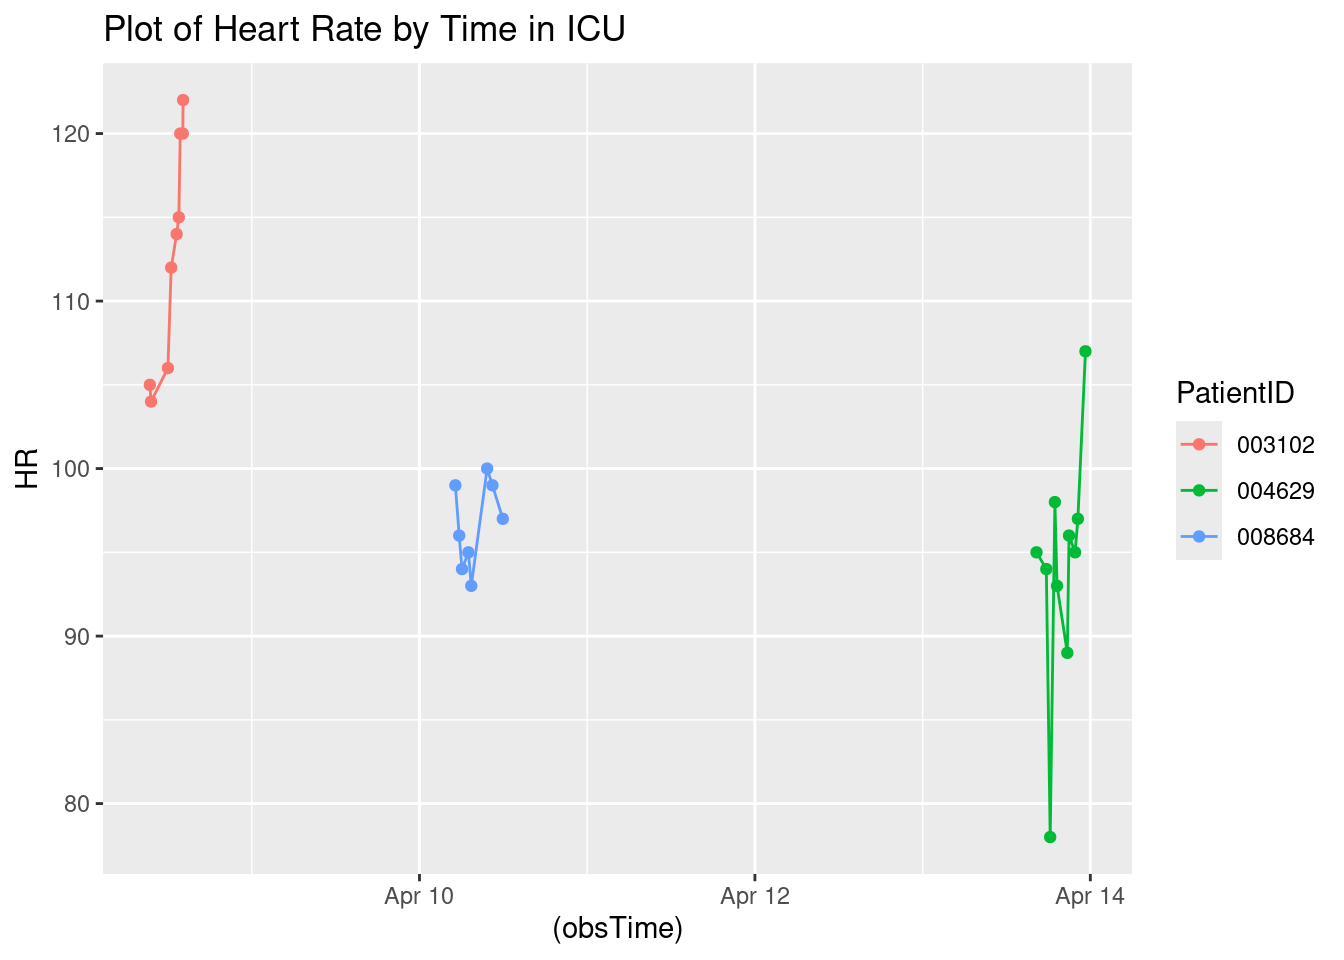 Plot of Heart Rate by Time in ICU
120
110
100
90
80
HR
Apr 10
Apr 12
Apr 14
(obsTime)
PatientID
003102
004629
008684